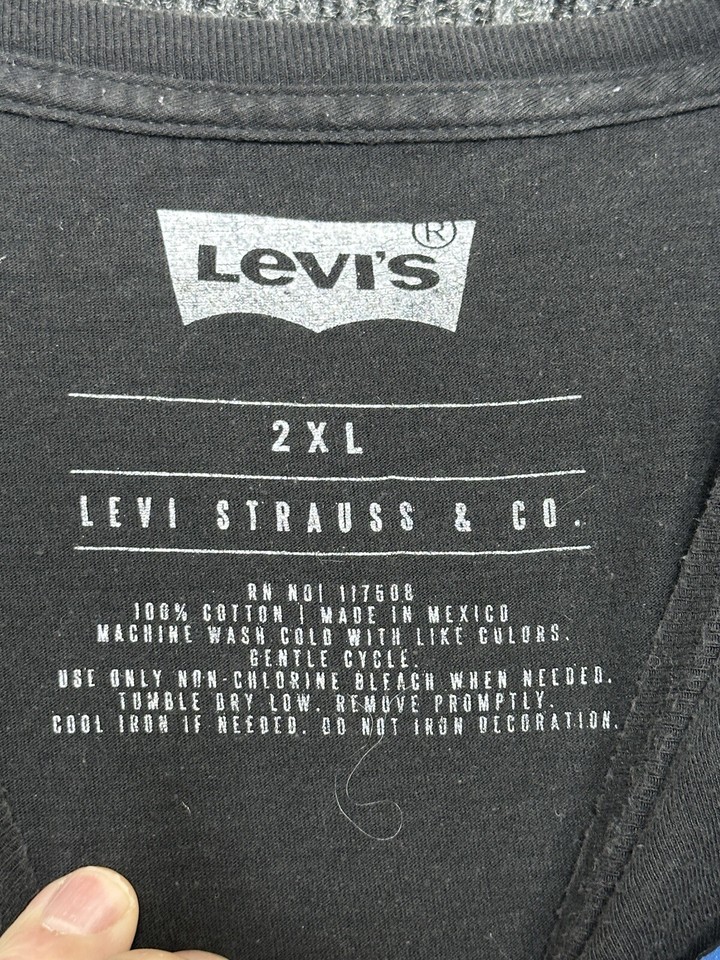 Levi's ®
2XL
LEVI STRAUSS & CO.
RN NO: 117508
100% COTTON | MADE IN MEXICO
MACHINE WASH COLD WITH LIKE COLORS.
GENTLE CYCLE.
USE ONLY NON-CHLORINE BLEACH WHEN NEEDED.
TUMBLE DRY LOW. REMOVE PROMPTLY.
COOL IRON IF NEEDED. DO NOT IRON DECORATION.